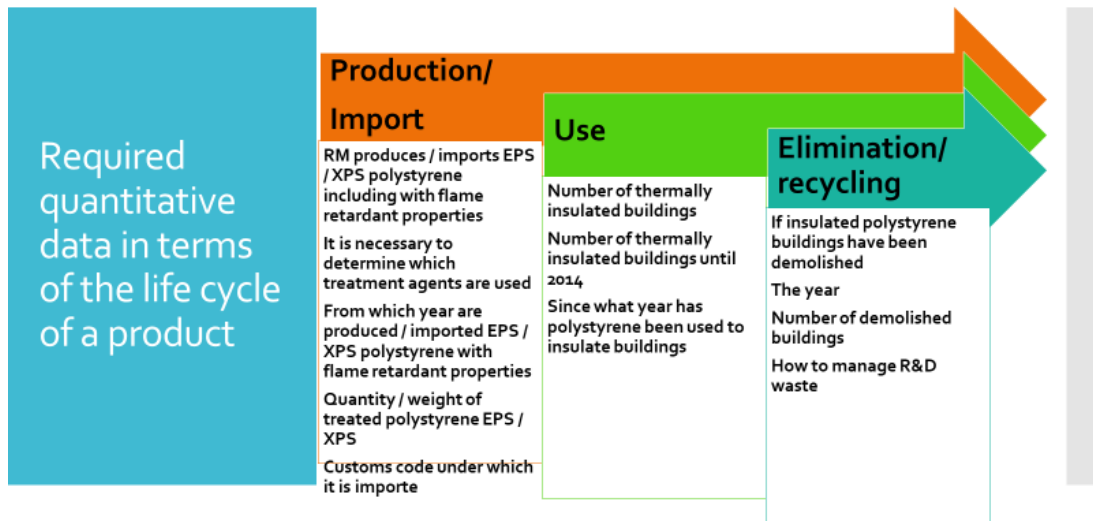 Required
quantitative
data in terms
of the life cycle
of a product
Production/
Import
RM produces / imports EPS
/ XPS polystyrene
including with flame
retardant properties
It is necessary to
determine which
treatment agents are used
From which year are
produced / imported EPS /
XPS polystyrene with
flame retardant properties
Quantity / weight of
treated polystyrene EPS /
XPS
Customs code under which
it is importe
Use
Number of thermally
insulated buildings
Number of thermally
insulated buildings until
2014
Since what year has
polystyrene been used to
insulate buildings
Elimination/
recycling
If insulated polystyrene
buildings have been
demolished
The year
Number of demolished
buildings
How to manage R&D
waste